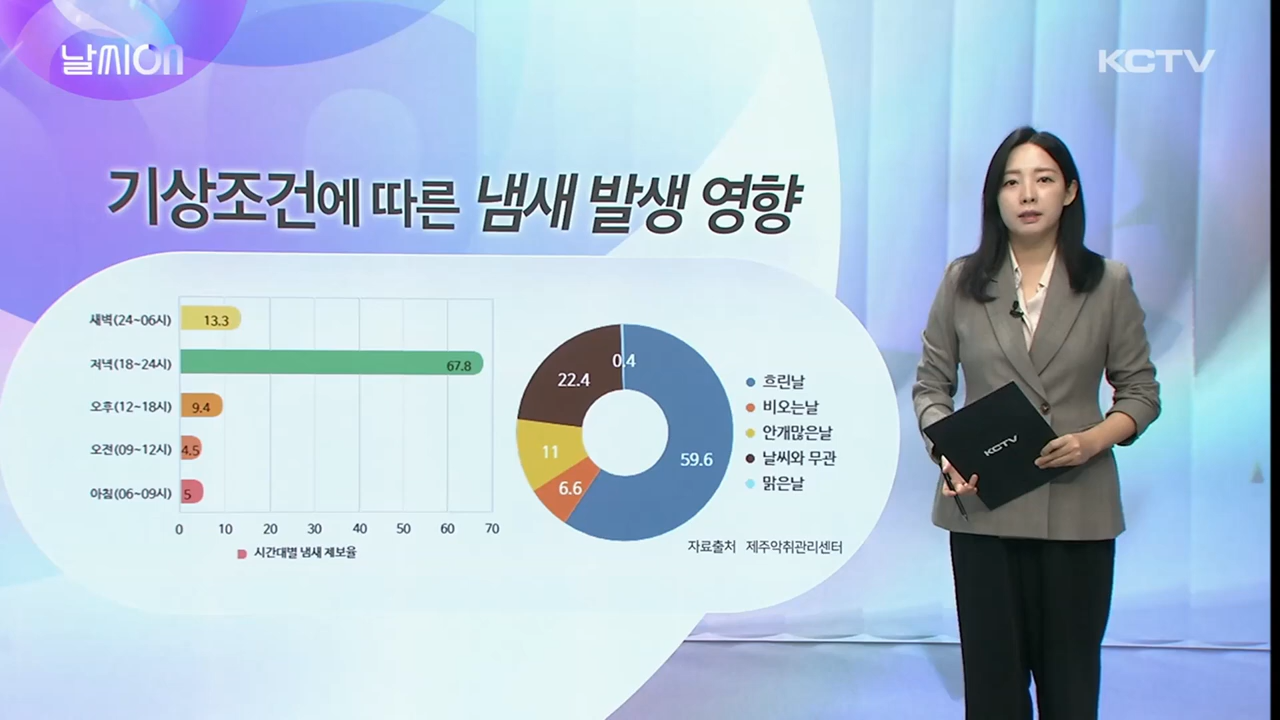 날씨On
KCTV
기상조건에 따른 냄새 발생 영향
새벽(24~06시)
13.3
저녁(18~24시)
67.8
오후(12~18시)
9.4
오전(09~12시)
4.5
아침(06~09시)
5
0 10 20 30 40 50 60 70
시간대별 냄새 제보율
0.4
22.4
11
6.6
59.6
흐린날
비오는날
안개많은날
날씨와 무관
맑은날
자료출처 제주악취관리센터
KCTV